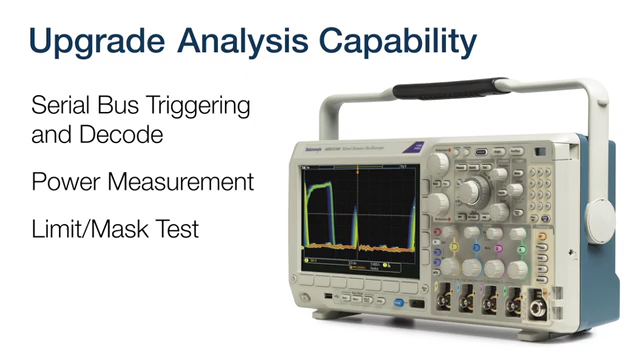 Upgrade Analysis Capability
Serial Bus Triggering
and Decode
Power Measurement
Limit/Mask Test
Tektronix